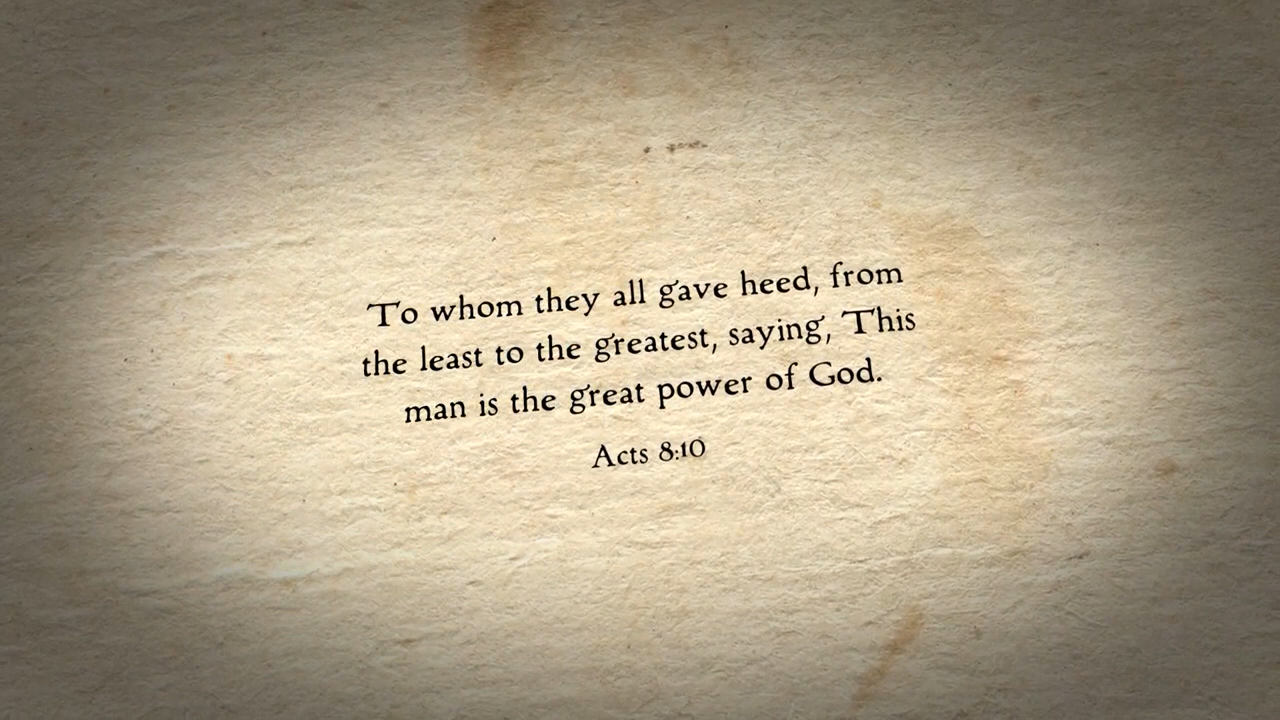 To whom they all gave heed, from
the least to the greatest, saying, This
man is the great power of God.
Acts 8:10